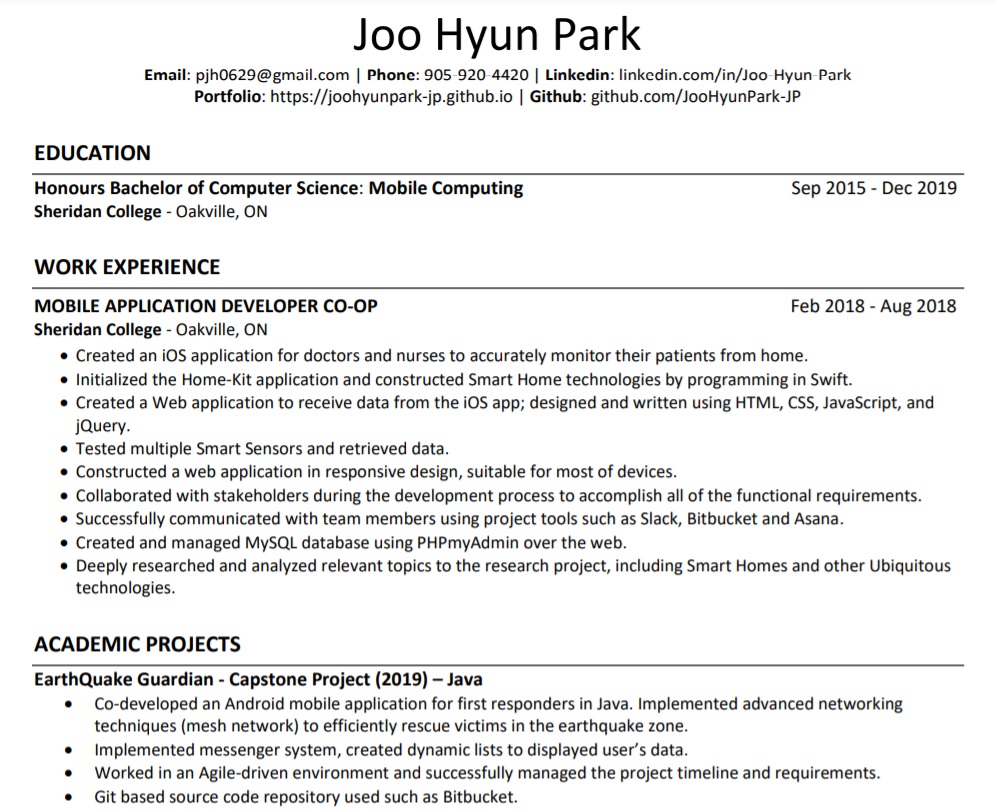 Joo Hyun Park
Email: pjh0629@gmail.com | Phone: 905-920-4420 | Linkedin: linkedin.com/in/Joo-Hyun-Park
Portfolio: https://joohyunpark-jp.github.io | Github: github.com/JooHyunPark-JP
EDUCATION
Honours Bachelor of Computer Science: Mobile Computing Sep 2015 - Dec 2019
Sheridan College - Oakville, ON
WORK EXPERIENCE
MOBILE APPLICATION DEVELOPER CO-OP Feb 2018 - Aug 2018
Sheridan College - Oakville, ON
• Created an iOS application for doctors and nurses to accurately monitor their patients from home.
• Initialized the Home-Kit application and constructed Smart Home technologies by programming in Swift.
• Created a Web application to receive data from the iOS app; designed and written using HTML, CSS, JavaScript, and
jQuery.
• Tested multiple Smart Sensors and retrieved data.
• Constructed a web application in responsive design, suitable for most of devices.
• Collaborated with stakeholders during the development process to accomplish all of the functional requirements.
• Successfully communicated with team members using project tools such as Slack, Bitbucket and Asana.
• Created and managed MySQL database using PHPmyAdmin over the web.
• Deeply researched and analyzed relevant topics to the research project, including Smart Homes and other Ubiquitous
technologies.
ACADEMIC PROJECTS
EarthQuake Guardian - Capstone Project (2019) – Java
• Co-developed an Android mobile application for first responders in Java. Implemented advanced networking
techniques (mesh network) to efficiently rescue victims in the earthquake zone.
• Implemented messenger system, created dynamic lists to displayed user's data.
• Worked in an Agile-driven environment and successfully managed the project timeline and requirements.
• Git based source code repository used such as Bitbucket.